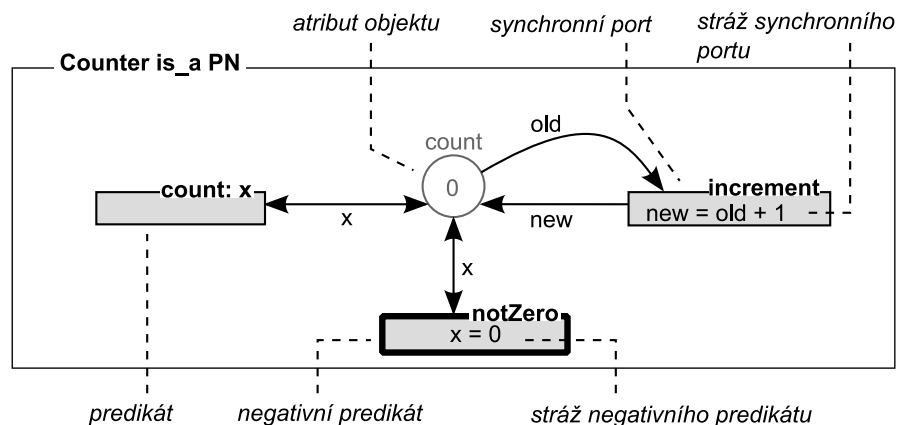 atribut objektu
synchronní port
stráž synchronního
portu
Counter is_a PN
count
old
0
count: x
x
new
increment
new = old + 1
x
notZero
x = 0
predikát
negativní predikát
stráž negativního predikátu